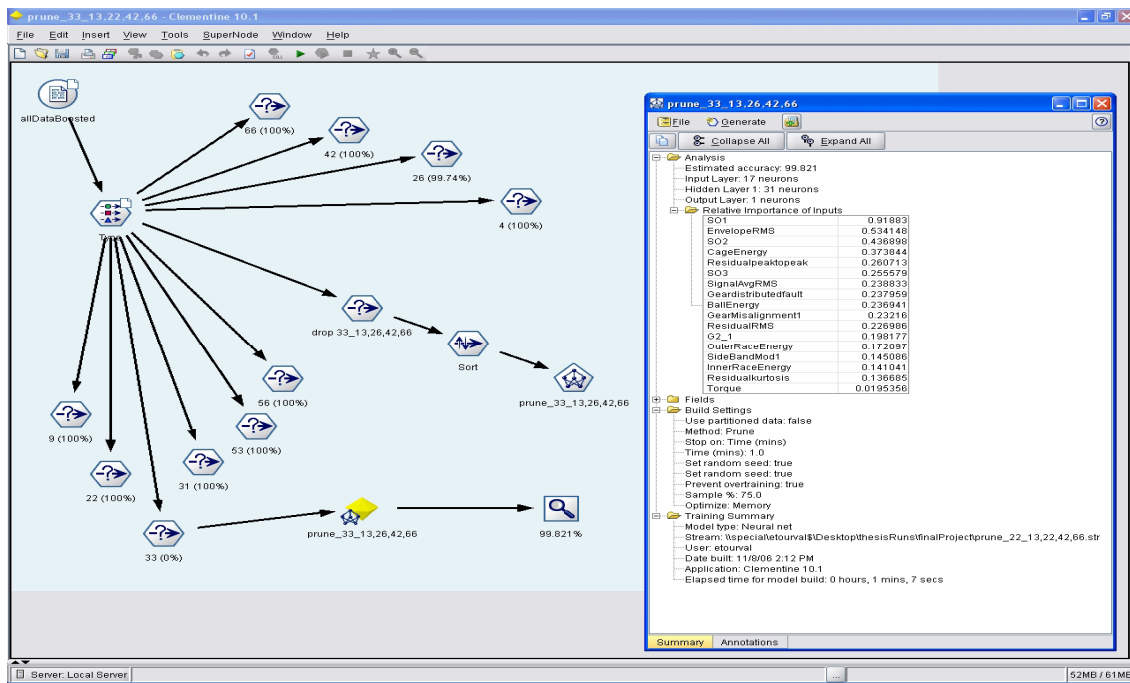 prune_33_13,22,42,66 - Clementine 10.1
File Edit Insert View Tools SuperNode Window Help
allDataBoosted
66 (100%)
42 (100%)
26 (99.74%)
4 (100%)
Type
drop 33_13,26,42,66
Sort
prune_33_13,26,42,66
56 (100%)
9 (100%)
53 (100%)
31 (100%)
22 (100%)
33 (0%)
prune_33_13,26,42,66
99.821%
prune_33_13,26,42,66
File Generate
Collapse All Expand All
Analysis
Estimated accuracy: 99.821
Input Layer: 17 neurons
Hidden Layer 1: 31 neurons
Output Layer: 1 neurons
Relative Importance of Inputs
SO1 0.91883
EnvelopeRMS 0.534148
SO2 0.436898
CageEnergy 0.373844
Residualpeaktopeak 0.260713
SO3 0.255579
SignalAvgRMS 0.238833
Geardistributedfault 0.237959
BallEnergy 0.236941
GearMisalignment1 0.23216
ResidualRMS 0.226986
G2_1 0.198177
OuterRaceEnergy 0.172097
SideBandMod1 0.145086
InnerRaceEnergy 0.141041
Residualkurtosis 0.136685
Torque 0.0195356
Fields
Build Settings
Use partitioned data: false
Method: Prune
Stop on: Time (mins)
Time (mins): 1.0
Set random seed: true
Set random seed: true
Prevent overtraining: true
Sample %: 75.0
Optimize: Memory
Training Summary
Model type: Neural net
Stream: \\special\etourval$\Desktop\thesisRuns\finalProject\prune_22_13,22,42,66.str
User: etourval
Date built: 11/8/06 2:12 PM
Application: Clementine 10.1
Elapsed time for model build: 0 hours, 1 mins, 7 secs
Summary Annotations
Server: Local Server ... 52MB / 61MB